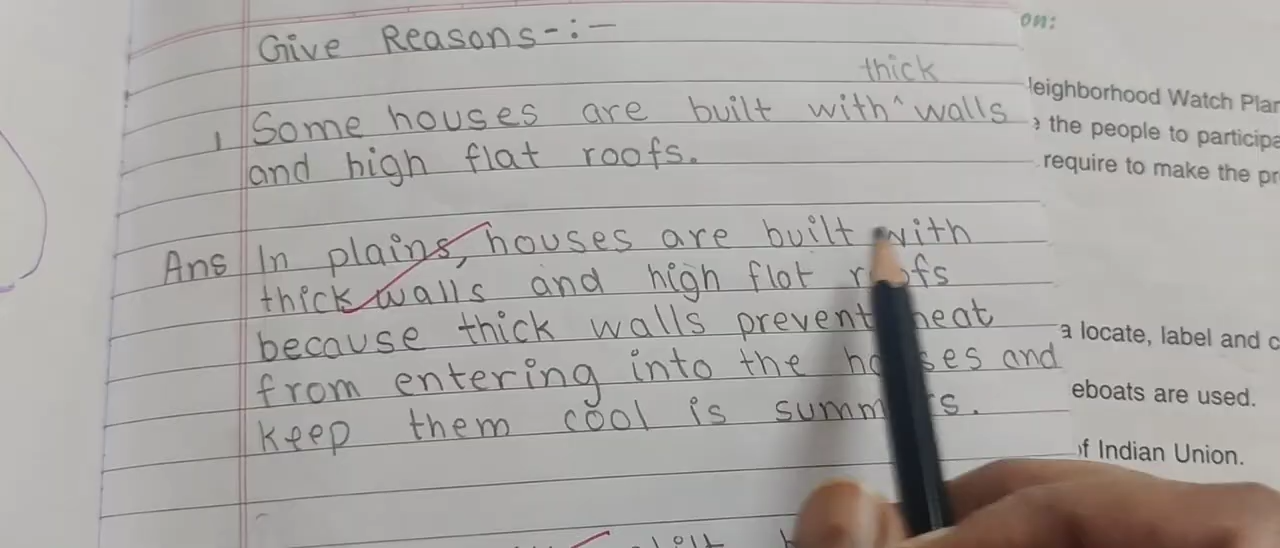 Give Reasons-:-
thick
1 Some houses are built with^ walls
and high flat roofs.
Ans In plains, houses are built with
thick walls and high flat roofs
because thick walls prevent heat
from entering into the houses and
keep them cool is summers.
on:
Neighborhood Watch Plan
the people to participa
require to make the pr
a locate, label and c
eboats are used.
of Indian Union.